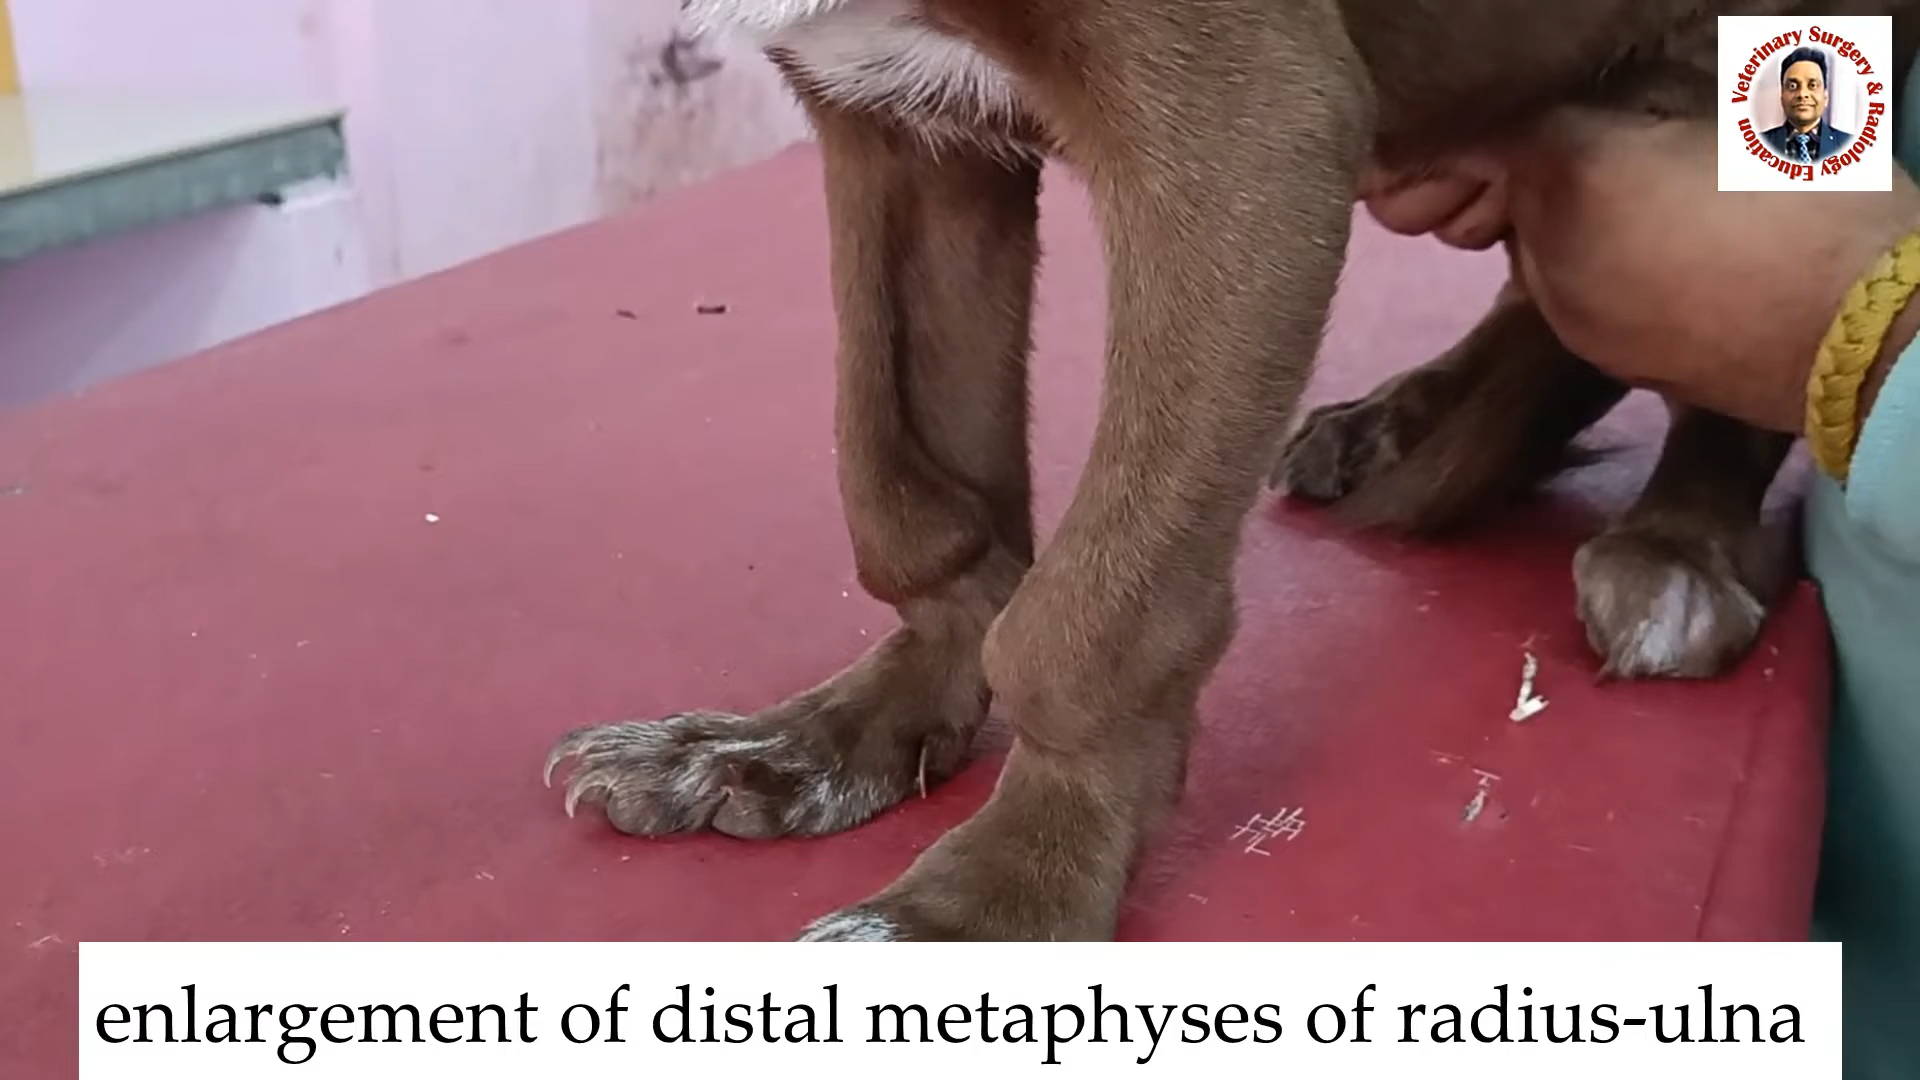 Veterinary Surgery & Radiology Education
enlargement of distal metaphyses of radius-ulna